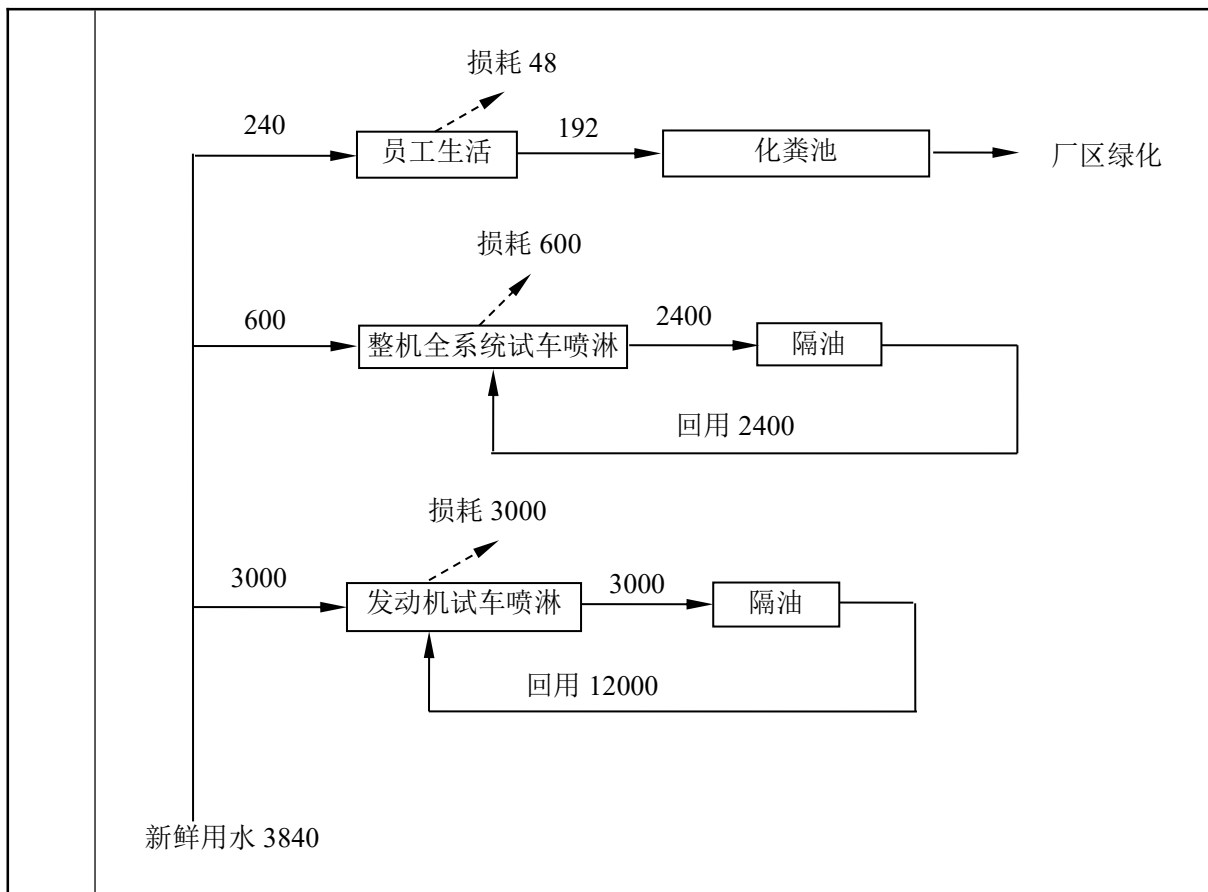 损耗 48
240
员工生活
192
化粪池
厂区绿化
损耗 600
600
整机全系统试车喷淋
2400
隔油
回用 2400
损耗 3000
3000
发动机试车喷淋
3000
隔油
回用 12000
新鲜用水 3840